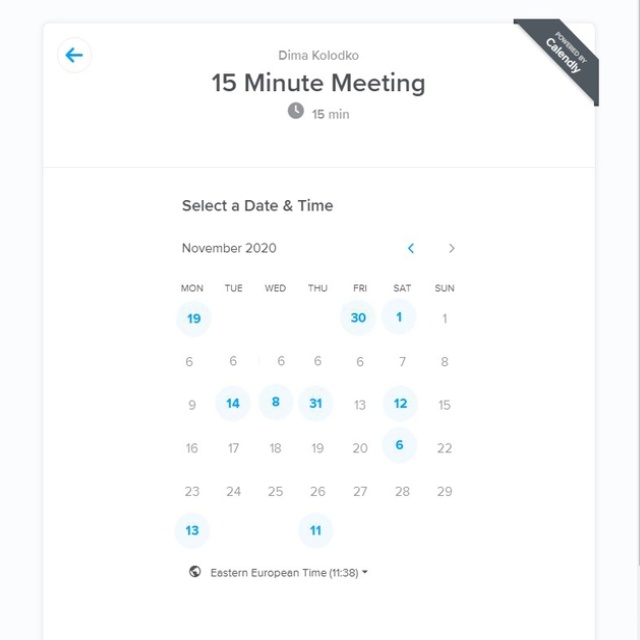 POWERED BY
Calendly
Dima Kolodko
15 Minute Meeting
15 min
Select a Date & Time
November 2020
MON TUE WED THU FRI SAT SUN
19 30 1 1
6 6 6 6 6 7 8
9 14 8 31 13 12 15
16 17 18 19 20 6 22
23 24 25 26 27 28 29
13 11
Eastern European Time (11:38)